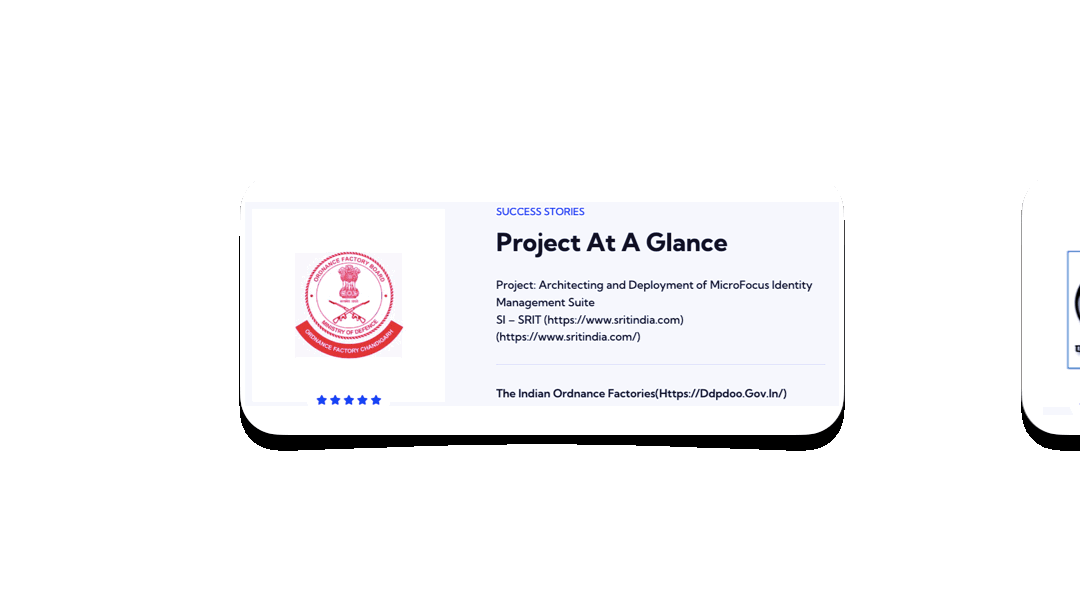 SUCCESS STORIES
Project At A Glance
Project: Architecting and Deployment of MicroFocus Identity
Management Suite
SI – SRIT (https://www.sritindia.com)
(https://www.sritindia.com/)
The Indian Ordnance Factories(Https://Ddpdoo.Gov.In/)
ORDNANCE FACTORY BOARD
MINISTRY OF DEFENCE
ORDNANCE FACTORY CHANDIGARH